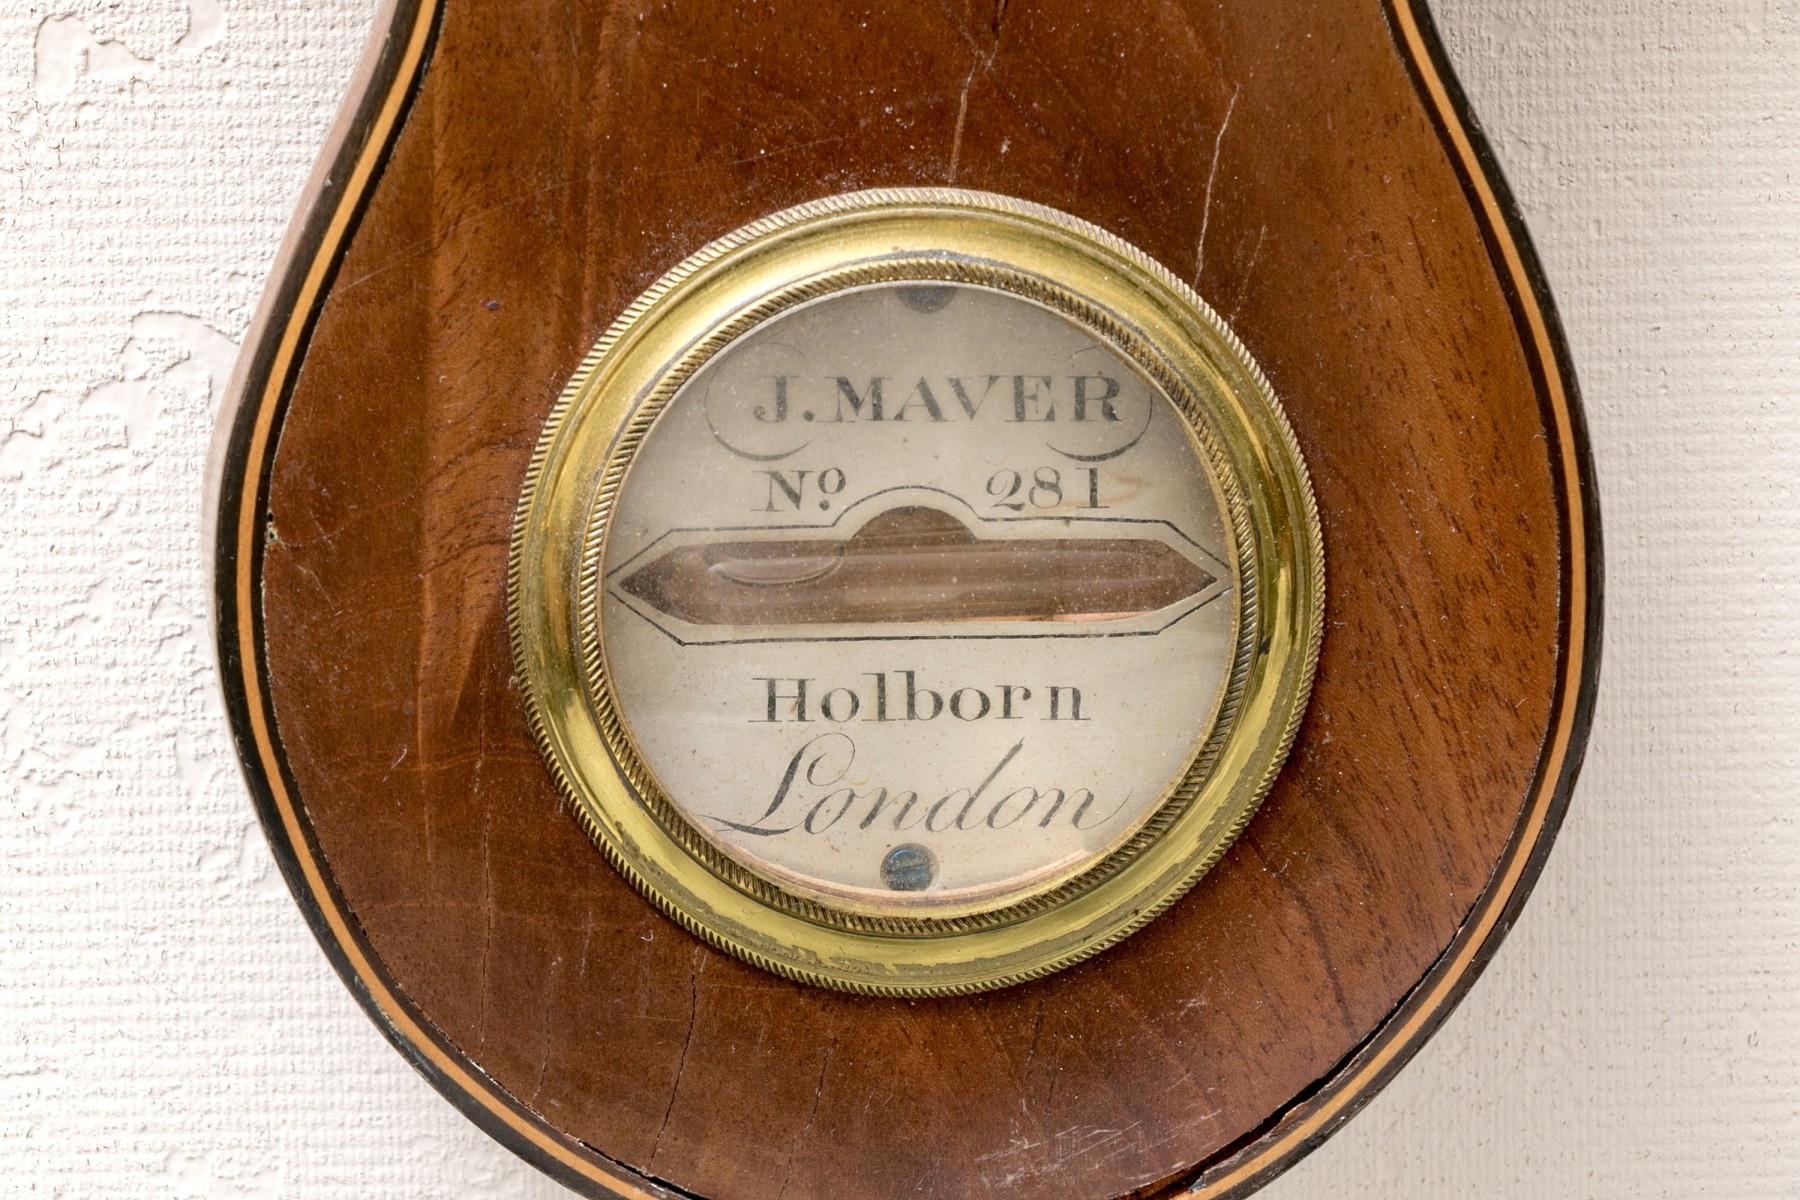 J. MAVER
Nº 281
Holborn
London